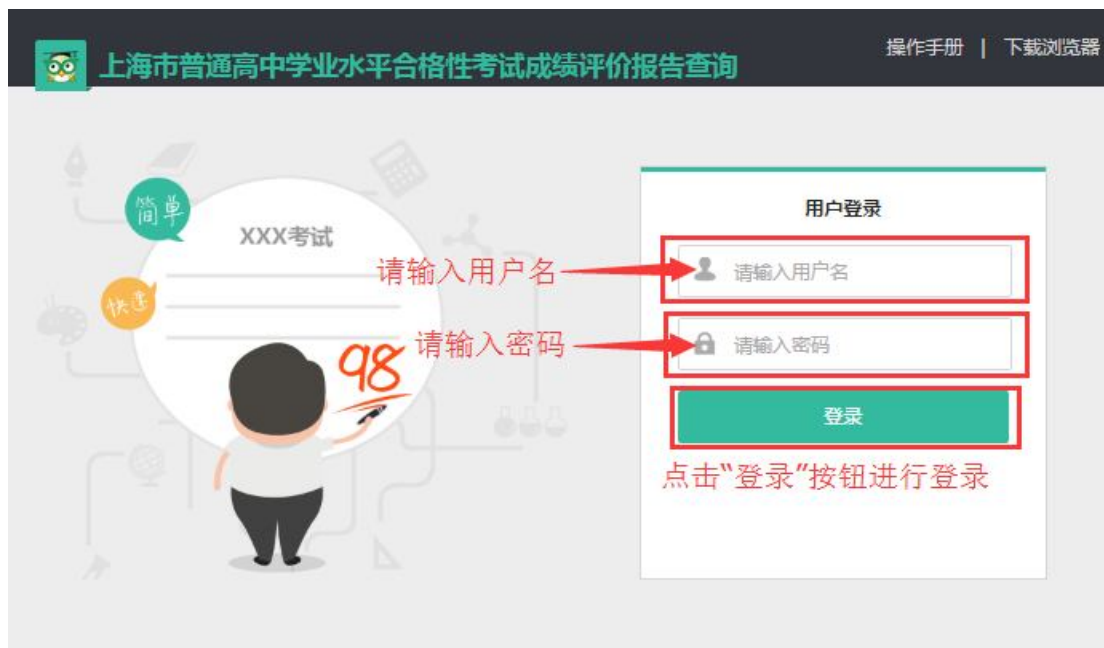 上海市普通高中学业水平合格性考试成绩评价报告查询
操作手册 | 下载浏览器
简单
XXX考试
快速
98
用户登录
请输入用户名
请输入用户名
请输入密码
请输入密码
登录
点击“登录”按钮进行登录